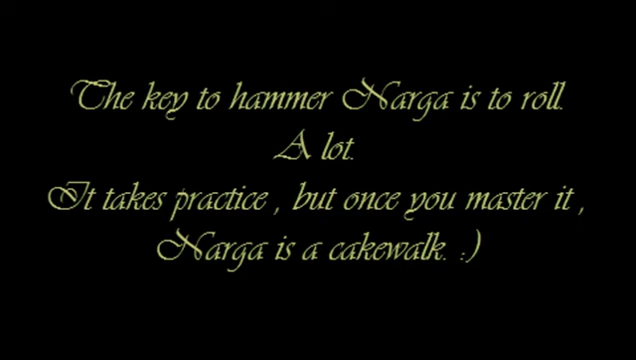 The key to hammer Narga is to roll.
A lot.
It takes practice , but once you master it ,
Narga is a cakewalk. :)